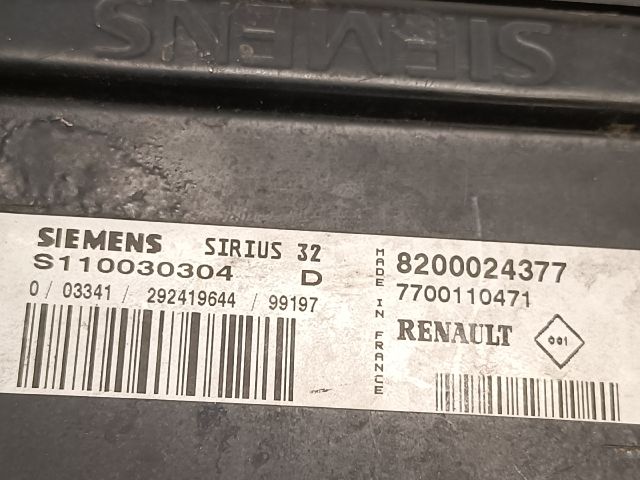 SIEMENS
SIEMENS SIRIUS 32
S110030304 D
0 / 03341 / 292419644 / 99197
MADE IN FRANCE
8200024377
7700110471
RENAULT 001